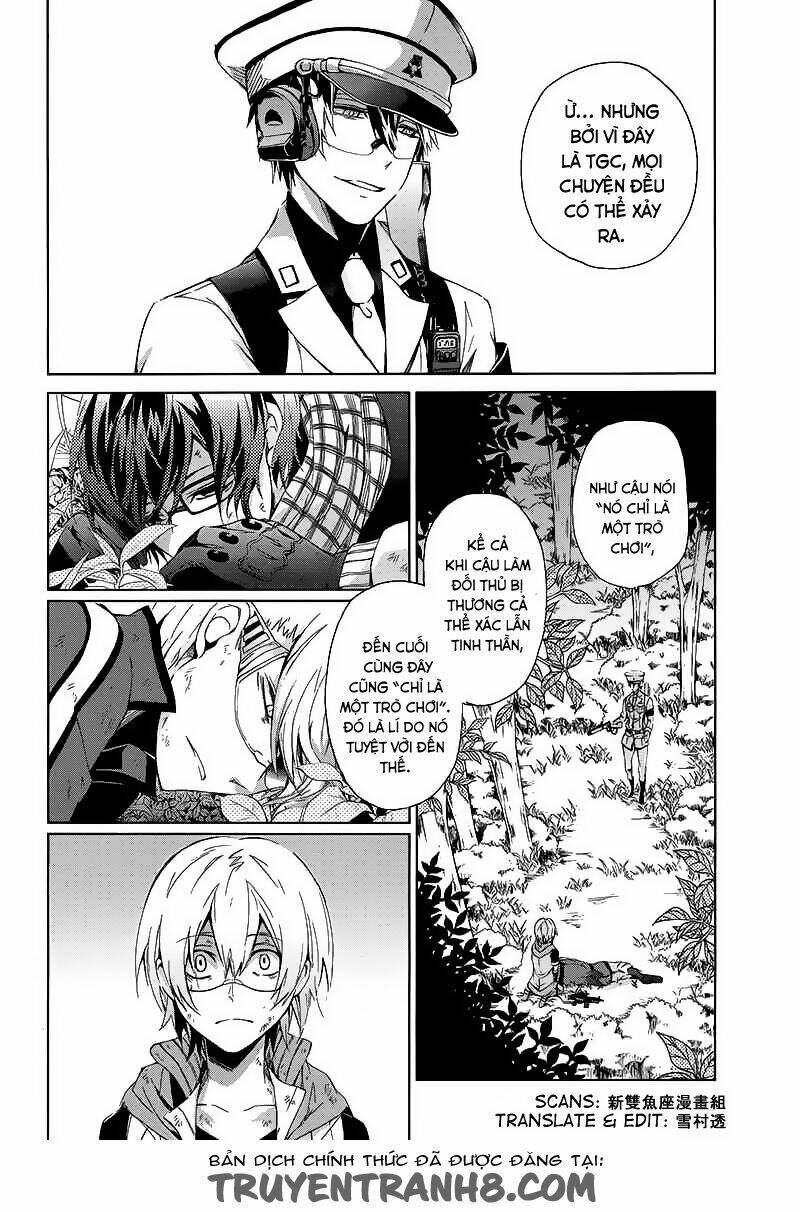 Ừ... NHƯNG
BỞI VÌ ĐÂY
LÀ TGC, MỌI
CHUYỆN ĐỀU
CÓ THỂ XẢY
RA.
NHƯ CẬU NÓI
"NÓ CHỈ LÀ
MỘT TRÒ
CHƠI",
KỂ CẢ
KHI CẬU LÀM
ĐỐI THỦ BỊ
THƯƠNG CẢ
THỂ XÁC LẪN
TINH THẦN,
ĐẾN CUỐI
CÙNG ĐÂY
CŨNG "CHỈ LÀ
MỘT TRÒ CHƠI".
ĐÓ LÀ LÍ DO NÓ
TUYỆT VỜI ĐẾN
THẾ.
SCANS: 新雙魚座漫畫組
TRANSLATE & EDIT: 雪村透
BẢN DỊCH CHÍNH THỨC ĐÃ ĐƯỢC ĐĂNG TẠI:
TRUYENTRANH8.COM